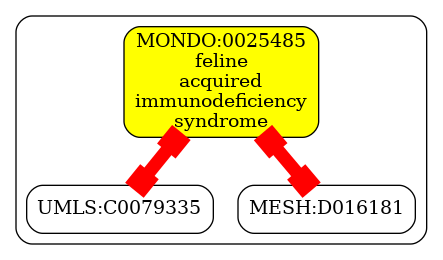 MONDO:0025485
feline
acquired
immunodeficiency
syndrome
UMLS:C0079335
MESH:D016181